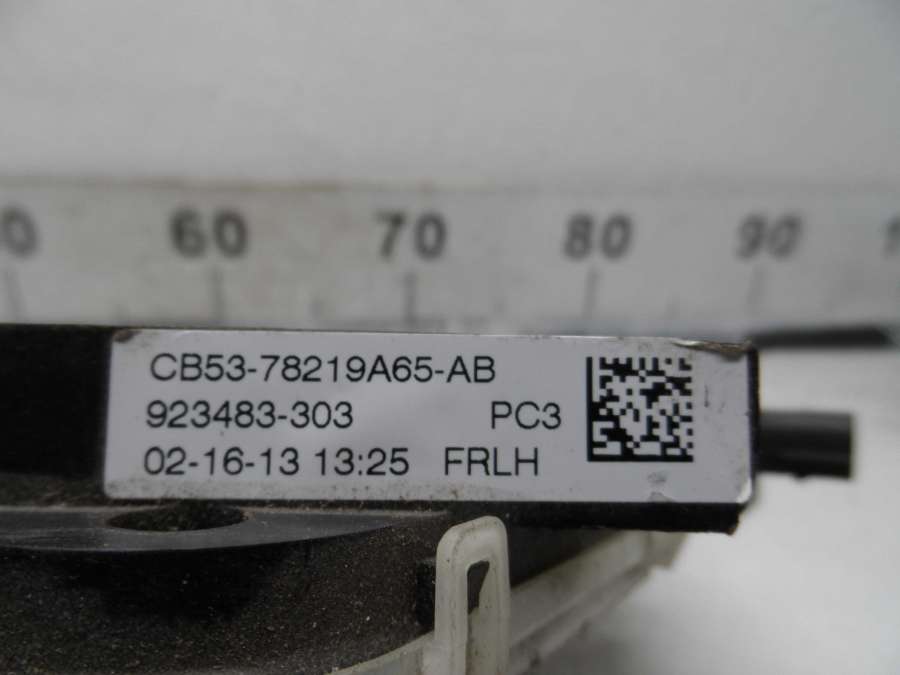 60 70 80 90
CB53-78219A65-AB
923483-303 PC3
02-16-13 13:25 FRLH